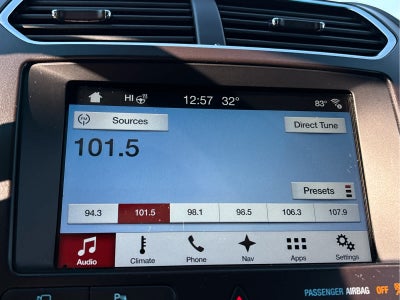 HI 12:57 32° 83°
Sources Direct Tune
101.5
Presets
94.3 101.5 98.1 98.5 106.3 107.9
Audio Climate Phone Nav Apps Settings
PASSENGER AIRBAG OFF